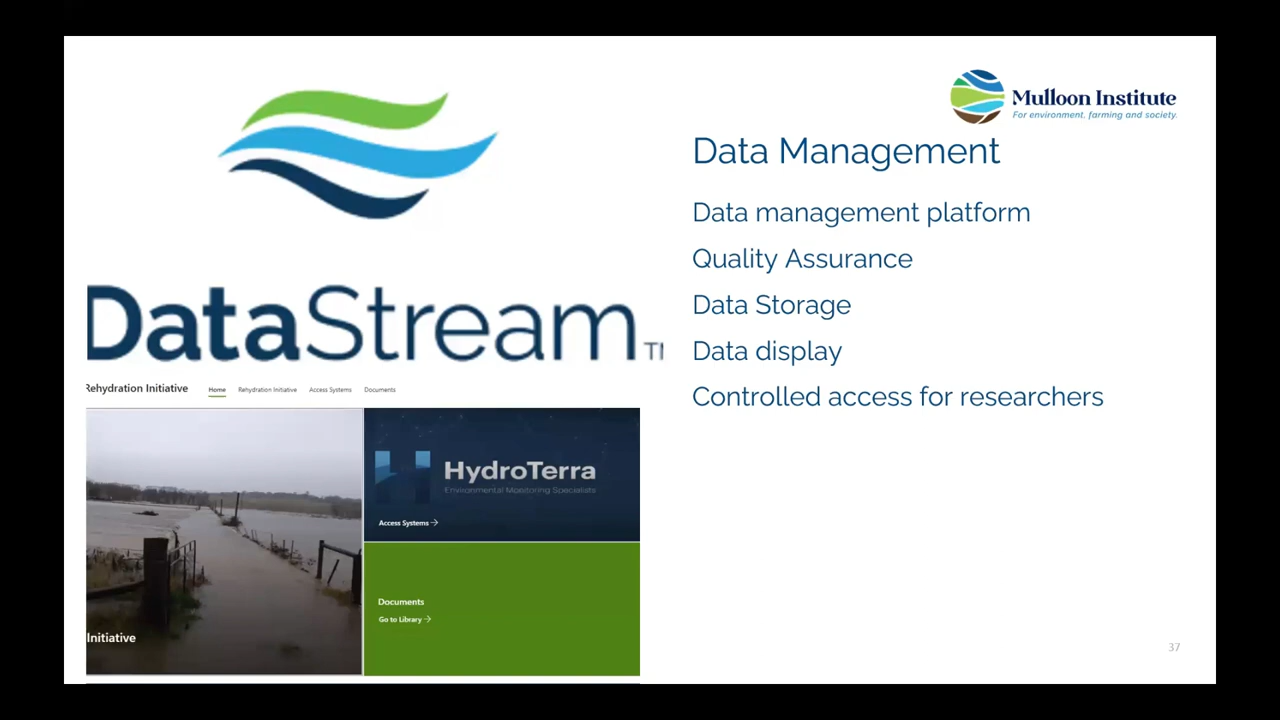 Mulloon Institute
For environment, farming and society.
Data Management
Data management platform
Quality Assurance
Data Storage
Data display
Controlled access for researchers
DataStream
Rehydration Initiative Home Rehydration Initiative Access Systems Documents
HydroTerra
Environmental Monitoring Specialists
Access Systems →
Documents
Go to Library →
Initiative
37